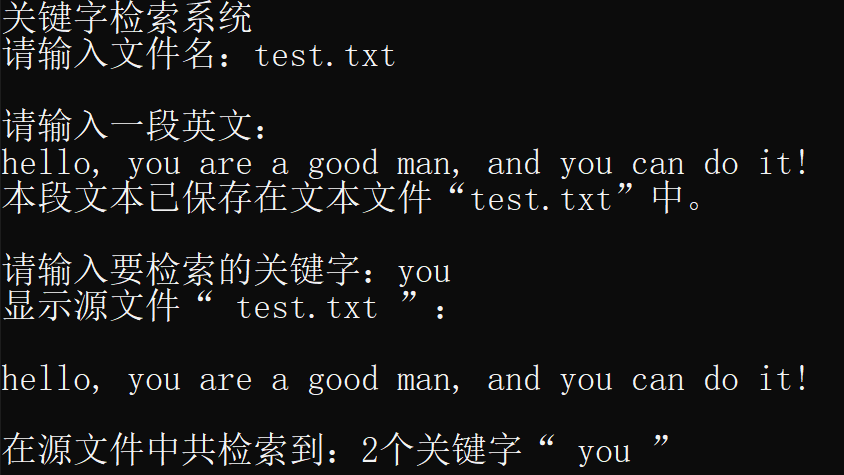 关键字检索系统
请输入文件名：test.txt
请输入一段英文：
hello, you are a good man, and you can do it!
本段文本已保存在文本文件“test.txt”中。
请输入要检索的关键字：you
显示源文件“ test.txt ”：
hello, you are a good man, and you can do it!
在源文件中共检索到：2个关键字“ you ”